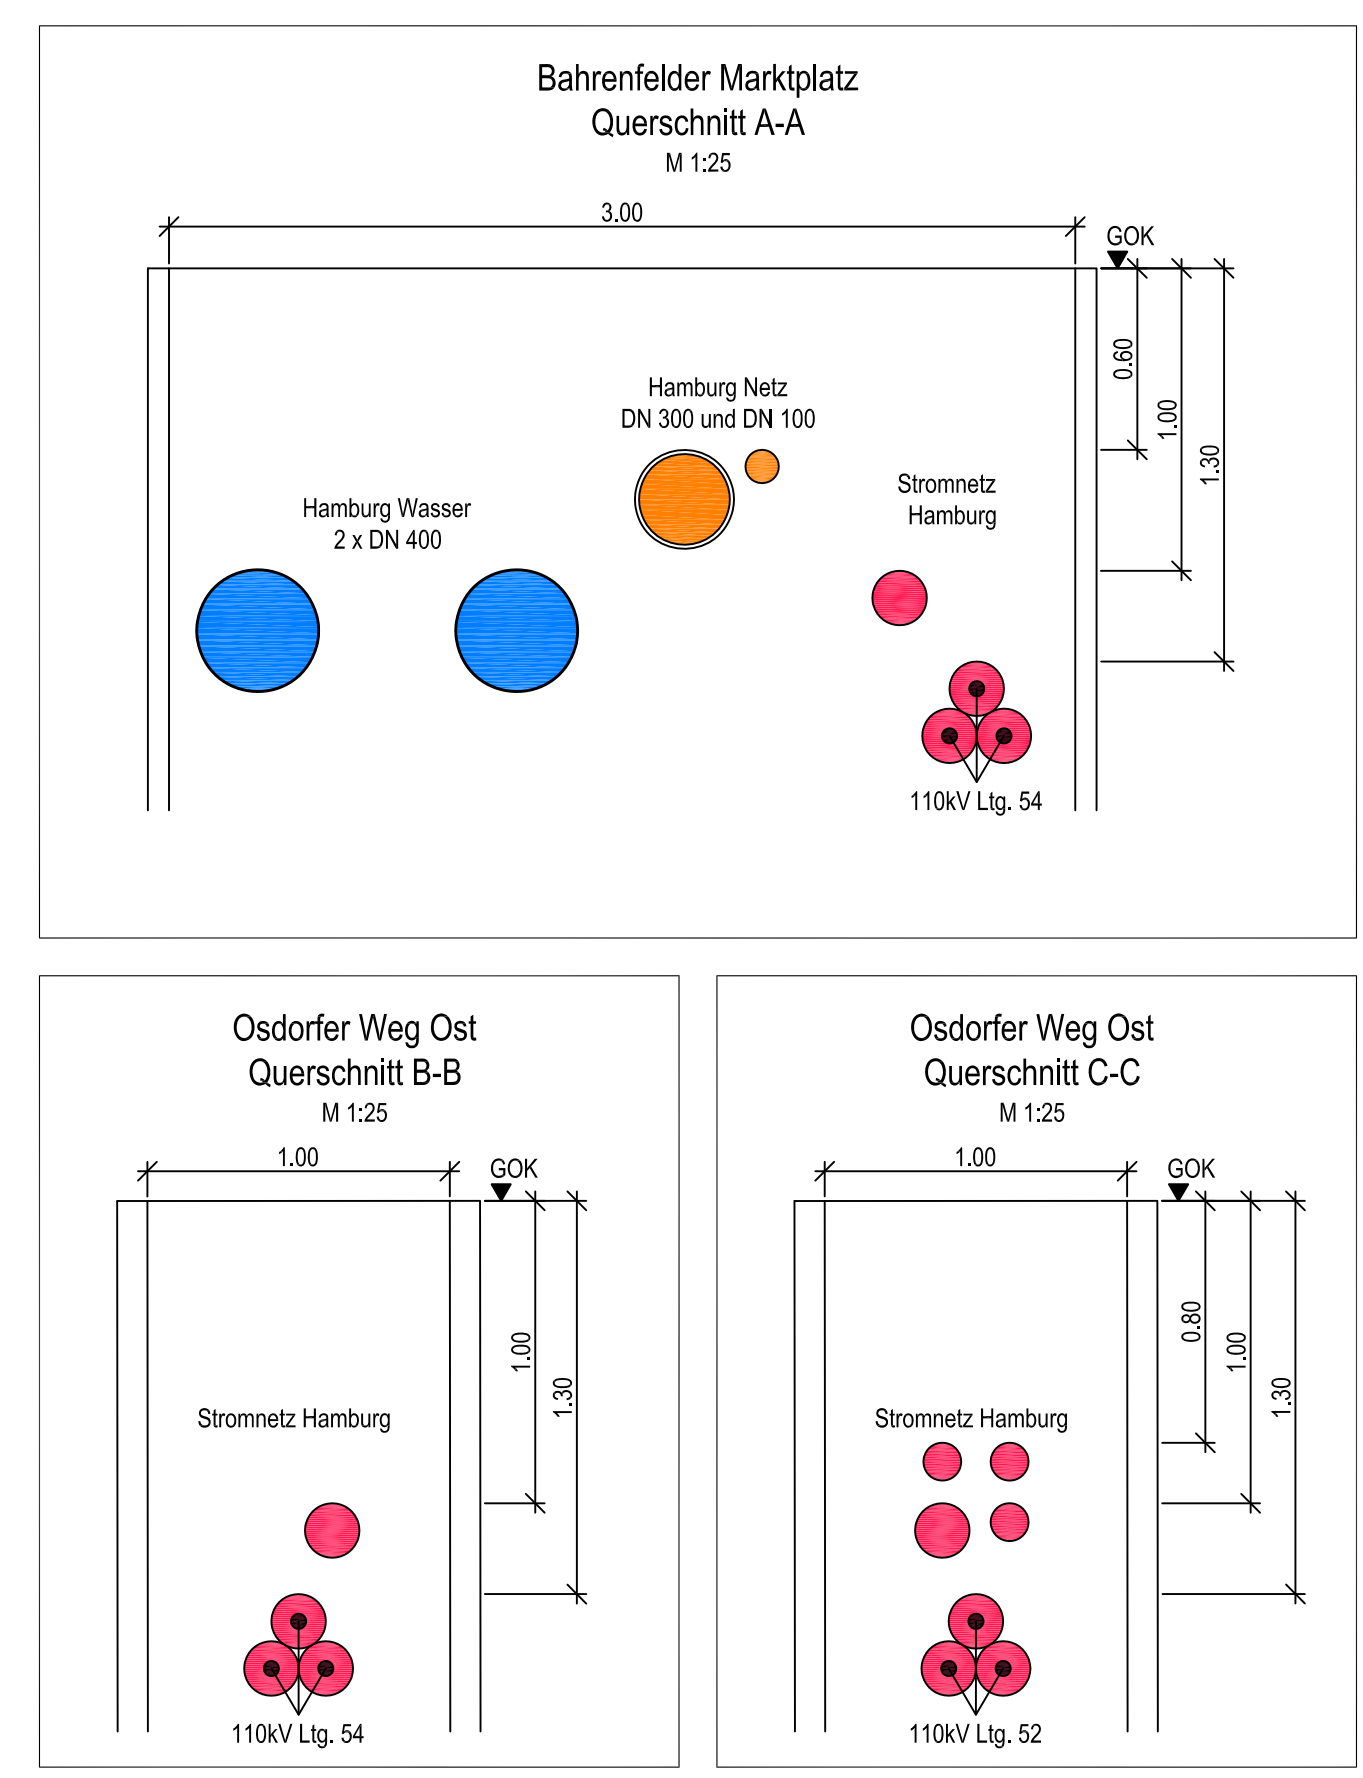 Bahrenfelder Marktplatz
Querschnitt A-A
M 1:25
3.00
GOK
0.60
1.00
1.30
Hamburg Netz
DN 300 und DN 100
Stromnetz
Hamburg
Hamburg Wasser
2 x DN 400
110kV Ltg. 54
Osdorfer Weg Ost
Querschnitt B-B
M 1:25
1.00
GOK
1.00
1.30
Stromnetz Hamburg
110kV Ltg. 54
Osdorfer Weg Ost
Querschnitt C-C
M 1:25
1.00
GOK
0.80
1.00
1.30
Stromnetz Hamburg
110kV Ltg. 52